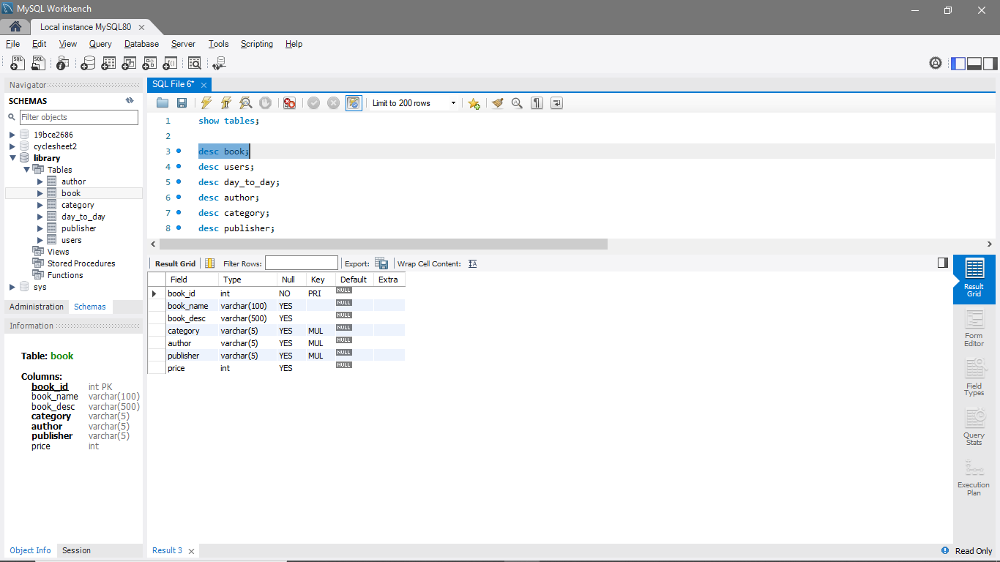 MySQL Workbench
Local instance MySQL80
File Edit View Query Database Server Tools Scripting Help
Navigator
SCHEMAS
Filter objects
19bce2686
cyclesheet2
library
Tables
author
book
category
day_to_day
publisher
users
Views
Stored Procedures
Functions
sys
Administration Schemas
Information
Table: book
Columns:
book_id int PK
book_name varchar(100)
book_desc varchar(500)
category varchar(5)
author varchar(5)
publisher varchar(5)
price int
Object Info Session
SQL File 6*
Limit to 200 rows
1 show tables;
2
3 desc book;
4 desc users;
5 desc day_to_day;
6 desc author;
7 desc category;
8 desc publisher;
Result Grid Filter Rows: Export: Wrap Cell Content:
Field Type Null Key Default Extra
book_id int NO PRI NULL
book_name varchar(100) YES NULL
book_desc varchar(500) YES NULL
category varchar(5) YES MUL NULL
author varchar(5) YES MUL NULL
publisher varchar(5) YES MUL NULL
price int YES NULL
Result
Grid
Form
Editor
Field
Types
Query
Stats
Execution
Plan
Result 3
Read Only